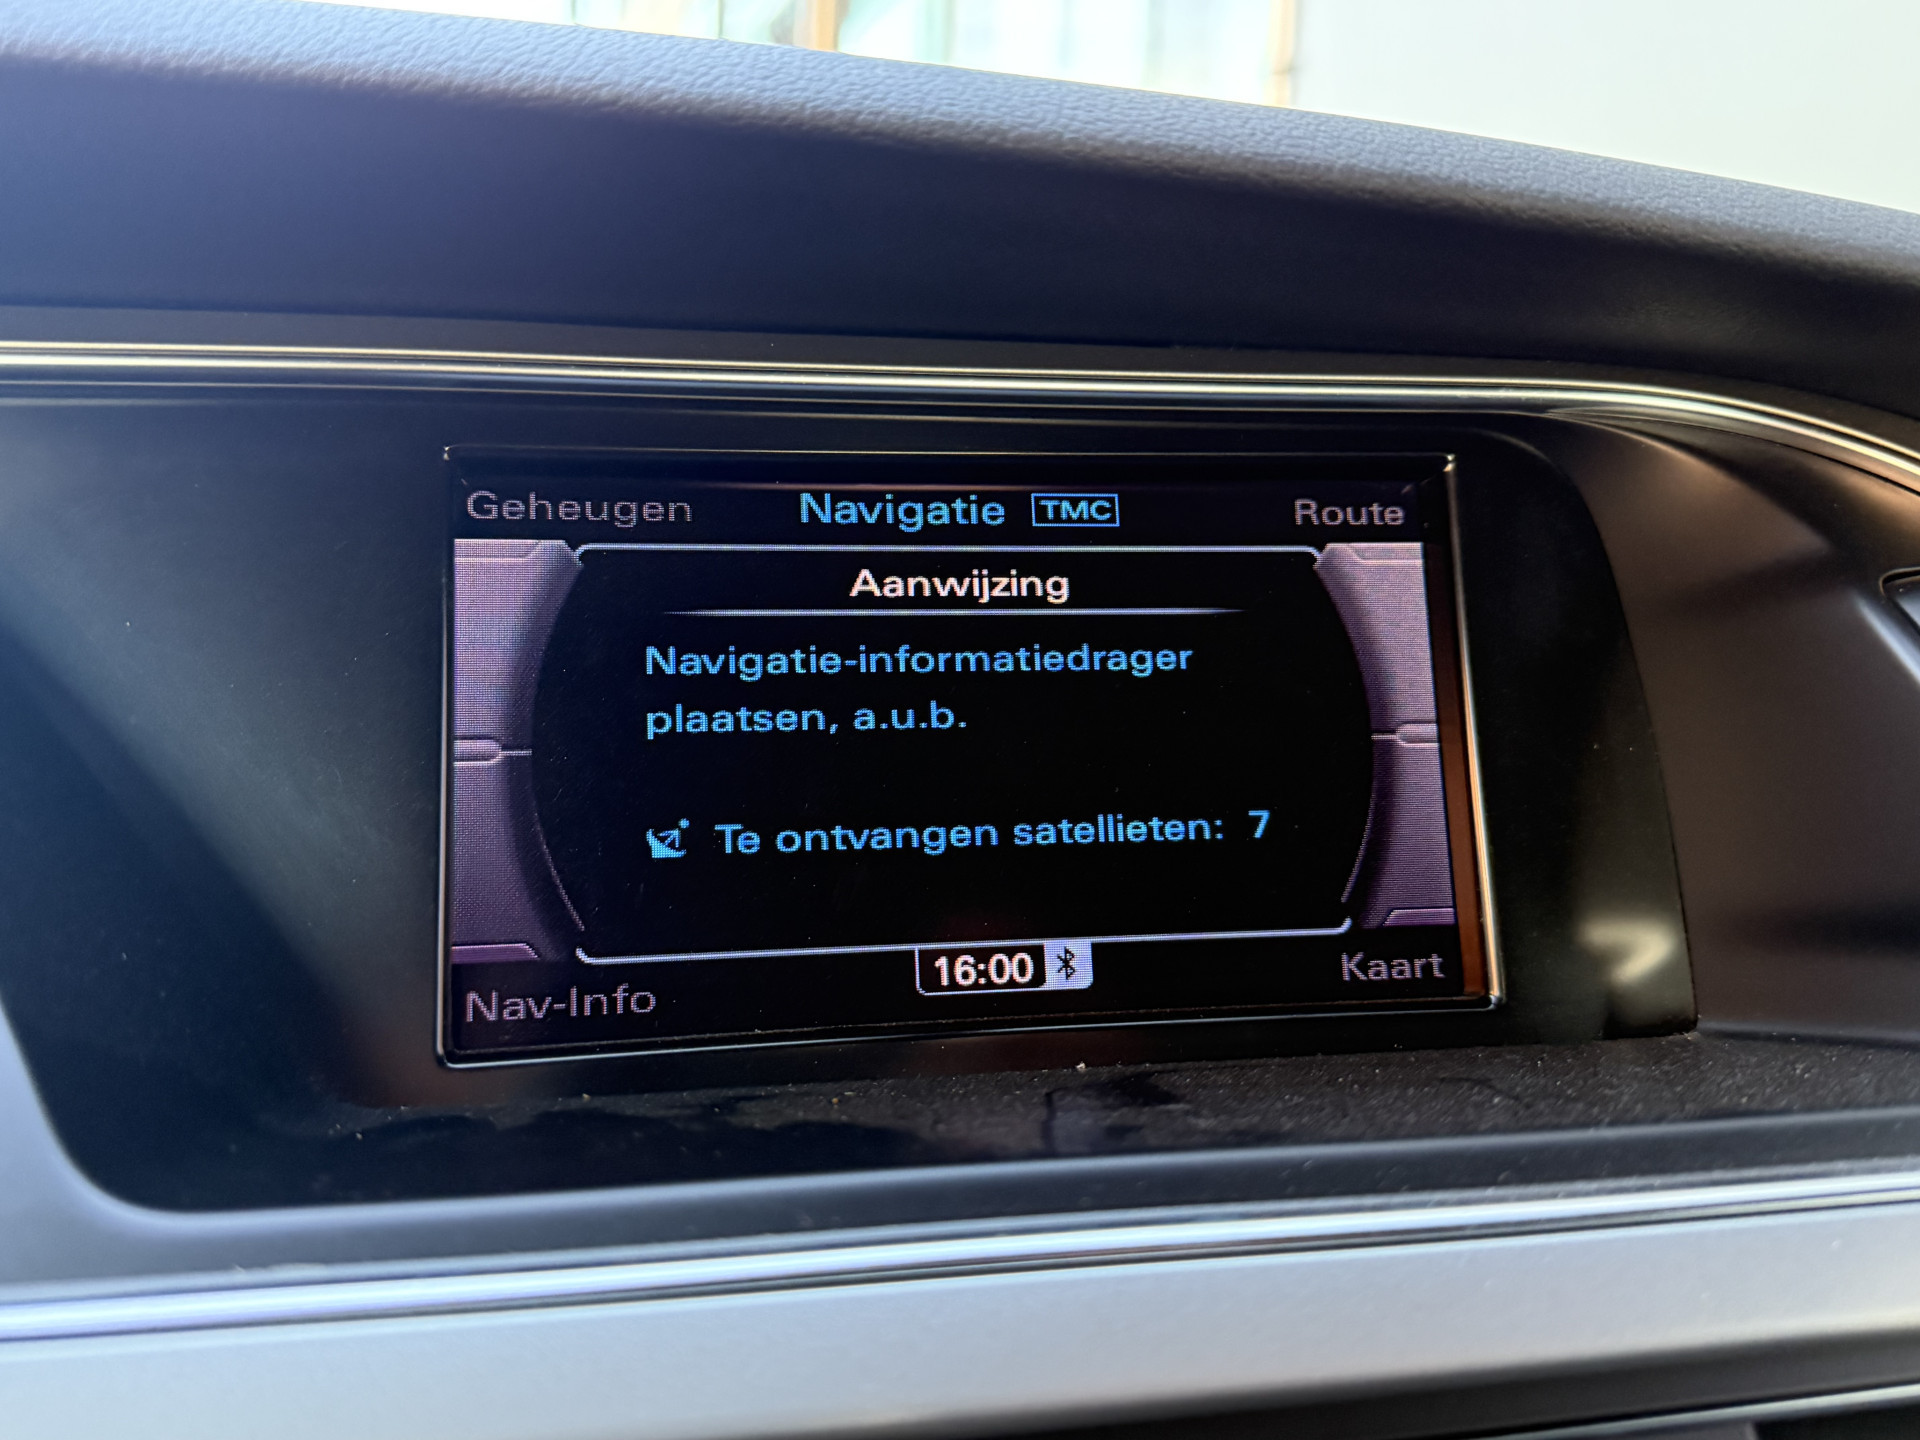 Geheugen
Navigatie TMC
Route
Aanwijzing
Navigatie-informatiedrager
plaatsen, a.u.b.
Te ontvangen satellieten: 7
Nav-Info
16:00
Kaart